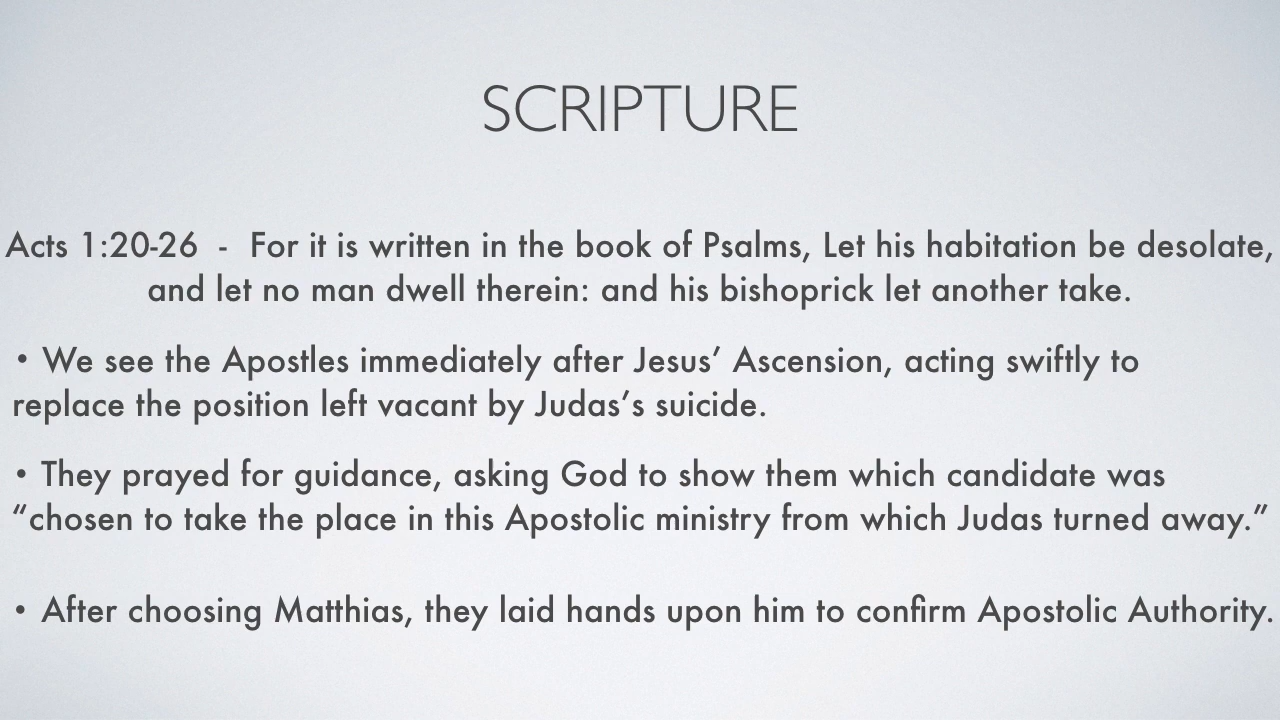 SCRIPTURE
Acts 1:20-26  -  For it is written in the book of Psalms, Let his habitation be desolate,
and let no man dwell therein: and his bishoprick let another take.
• We see the Apostles immediately after Jesus’ Ascension, acting swiftly to
replace the position left vacant by Judas’s suicide.
• They prayed for guidance, asking God to show them which candidate was
“chosen to take the place in this Apostolic ministry from which Judas turned away.”
• After choosing Matthias, they laid hands upon him to confirm Apostolic Authority.